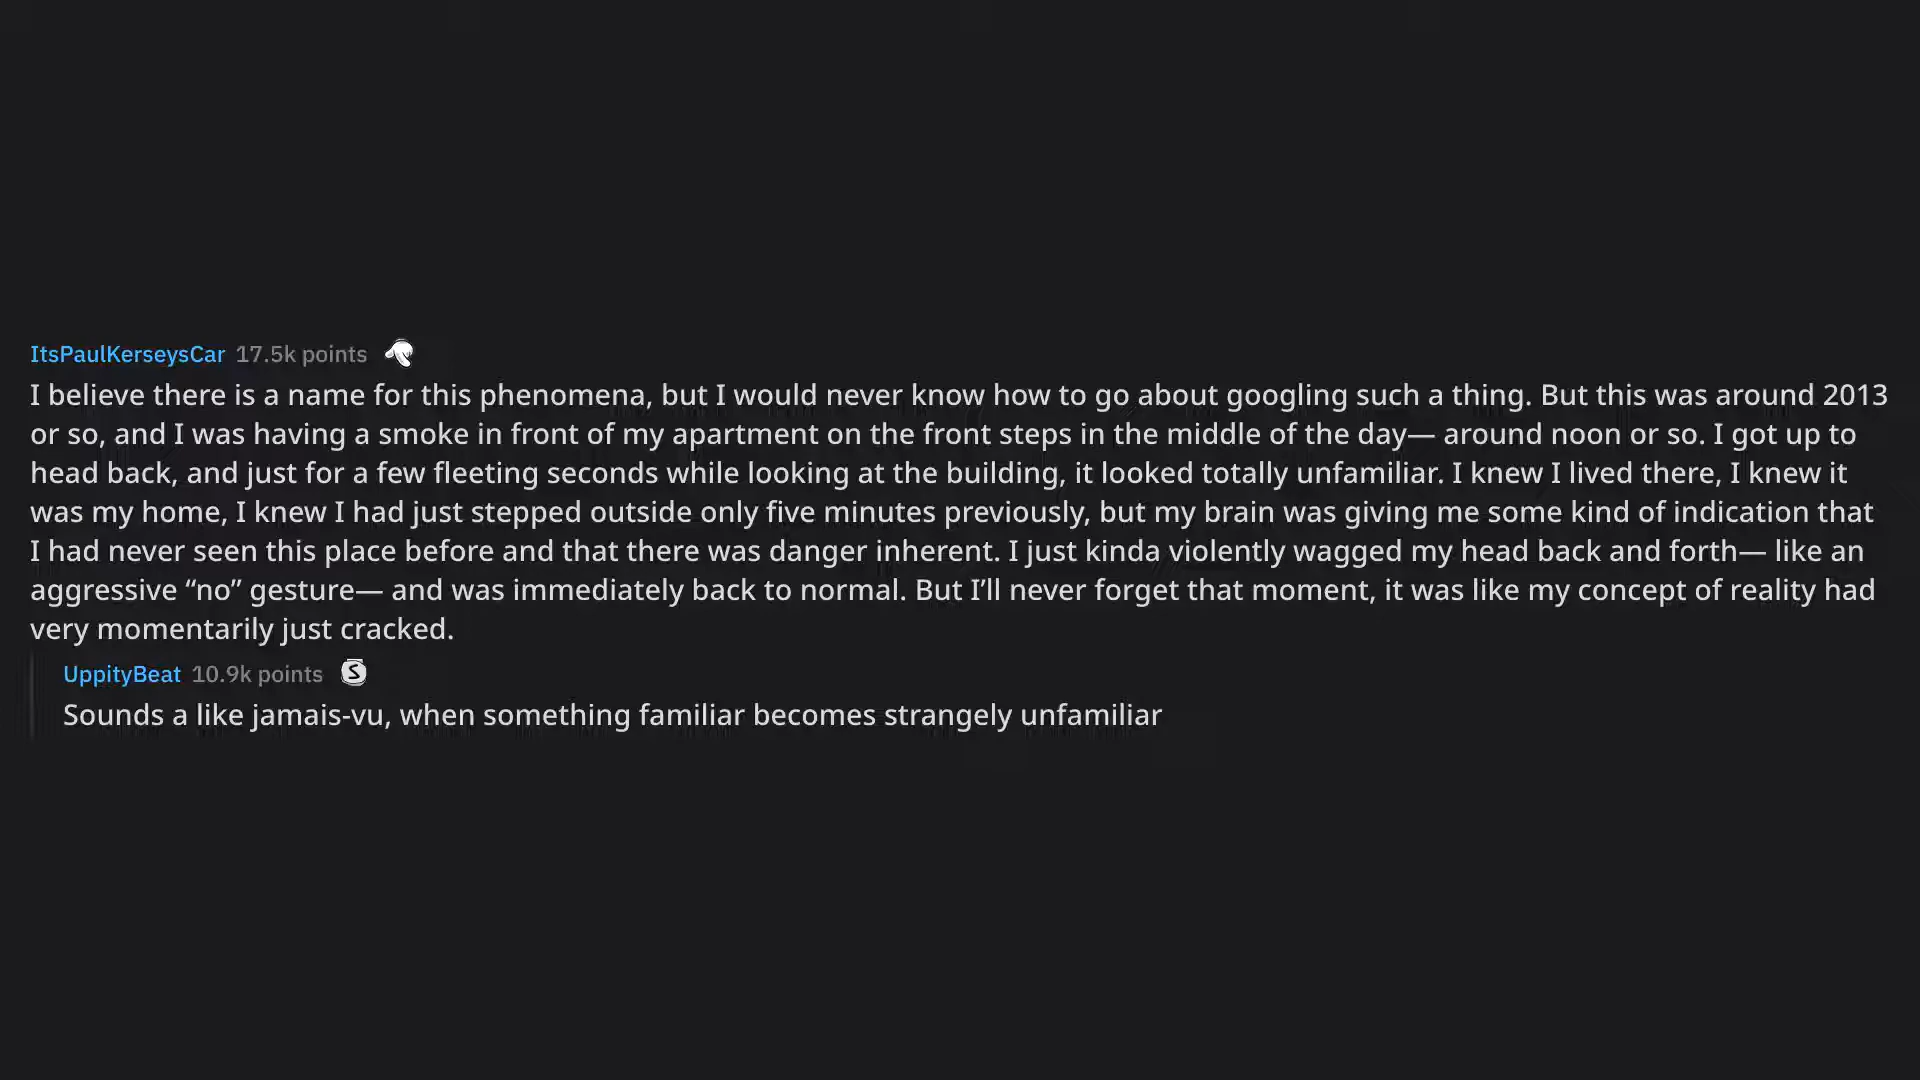 ItsPaulKerseysCar 17.5k points
I believe there is a name for this phenomena, but I would never know how to go about googling such a thing. But this was around 2013
or so, and I was having a smoke in front of my apartment on the front steps in the middle of the day— around noon or so. I got up to
head back, and just for a few fleeting seconds while looking at the building, it looked totally unfamiliar. I knew I lived there, I knew it
was my home, I knew I had just stepped outside only five minutes previously, but my brain was giving me some kind of indication that
I had never seen this place before and that there was danger inherent. I just kinda violently wagged my head back and forth— like an
aggressive “no” gesture— and was immediately back to normal. But I’ll never forget that moment, it was like my concept of reality had
very momentarily just cracked.
UppityBeat 10.9k points S
Sounds a like jamais-vu, when something familiar becomes strangely unfamiliar